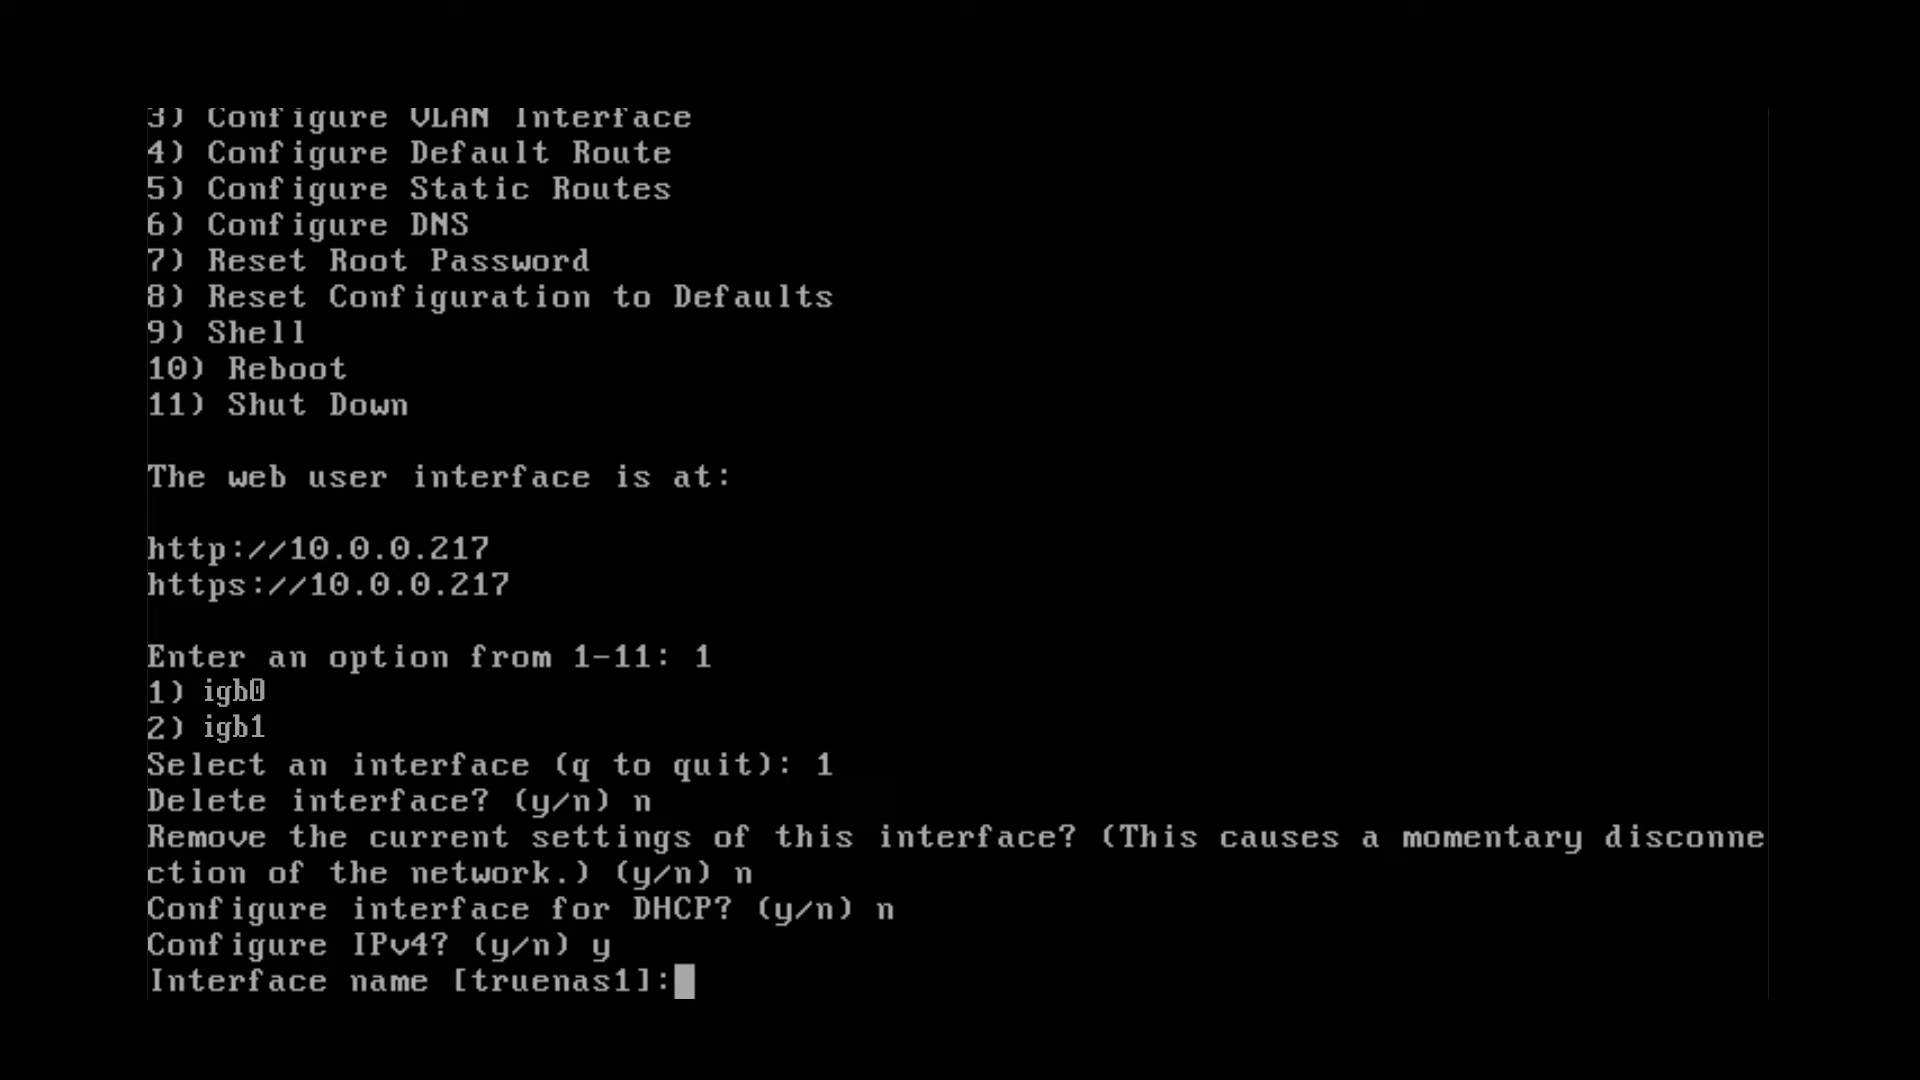 3) Configure VLAN Interface
4) Configure Default Route
5) Configure Static Routes
6) Configure DNS
7) Reset Root Password
8) Reset Configuration to Defaults
9) Shell
10) Reboot
11) Shut Down
The web user interface is at:
http://10.0.0.217
https://10.0.0.217
Enter an option from 1-11: 1
1) igb0
2) igb1
Select an interface (q to quit): 1
Delete interface? (y/n) n
Remove the current settings of this interface? (This causes a momentary disconne
ction of the network.) (y/n) n
Configure interface for DHCP? (y/n) n
Configure IPv4? (y/n) y
Interface name [truenas1]: